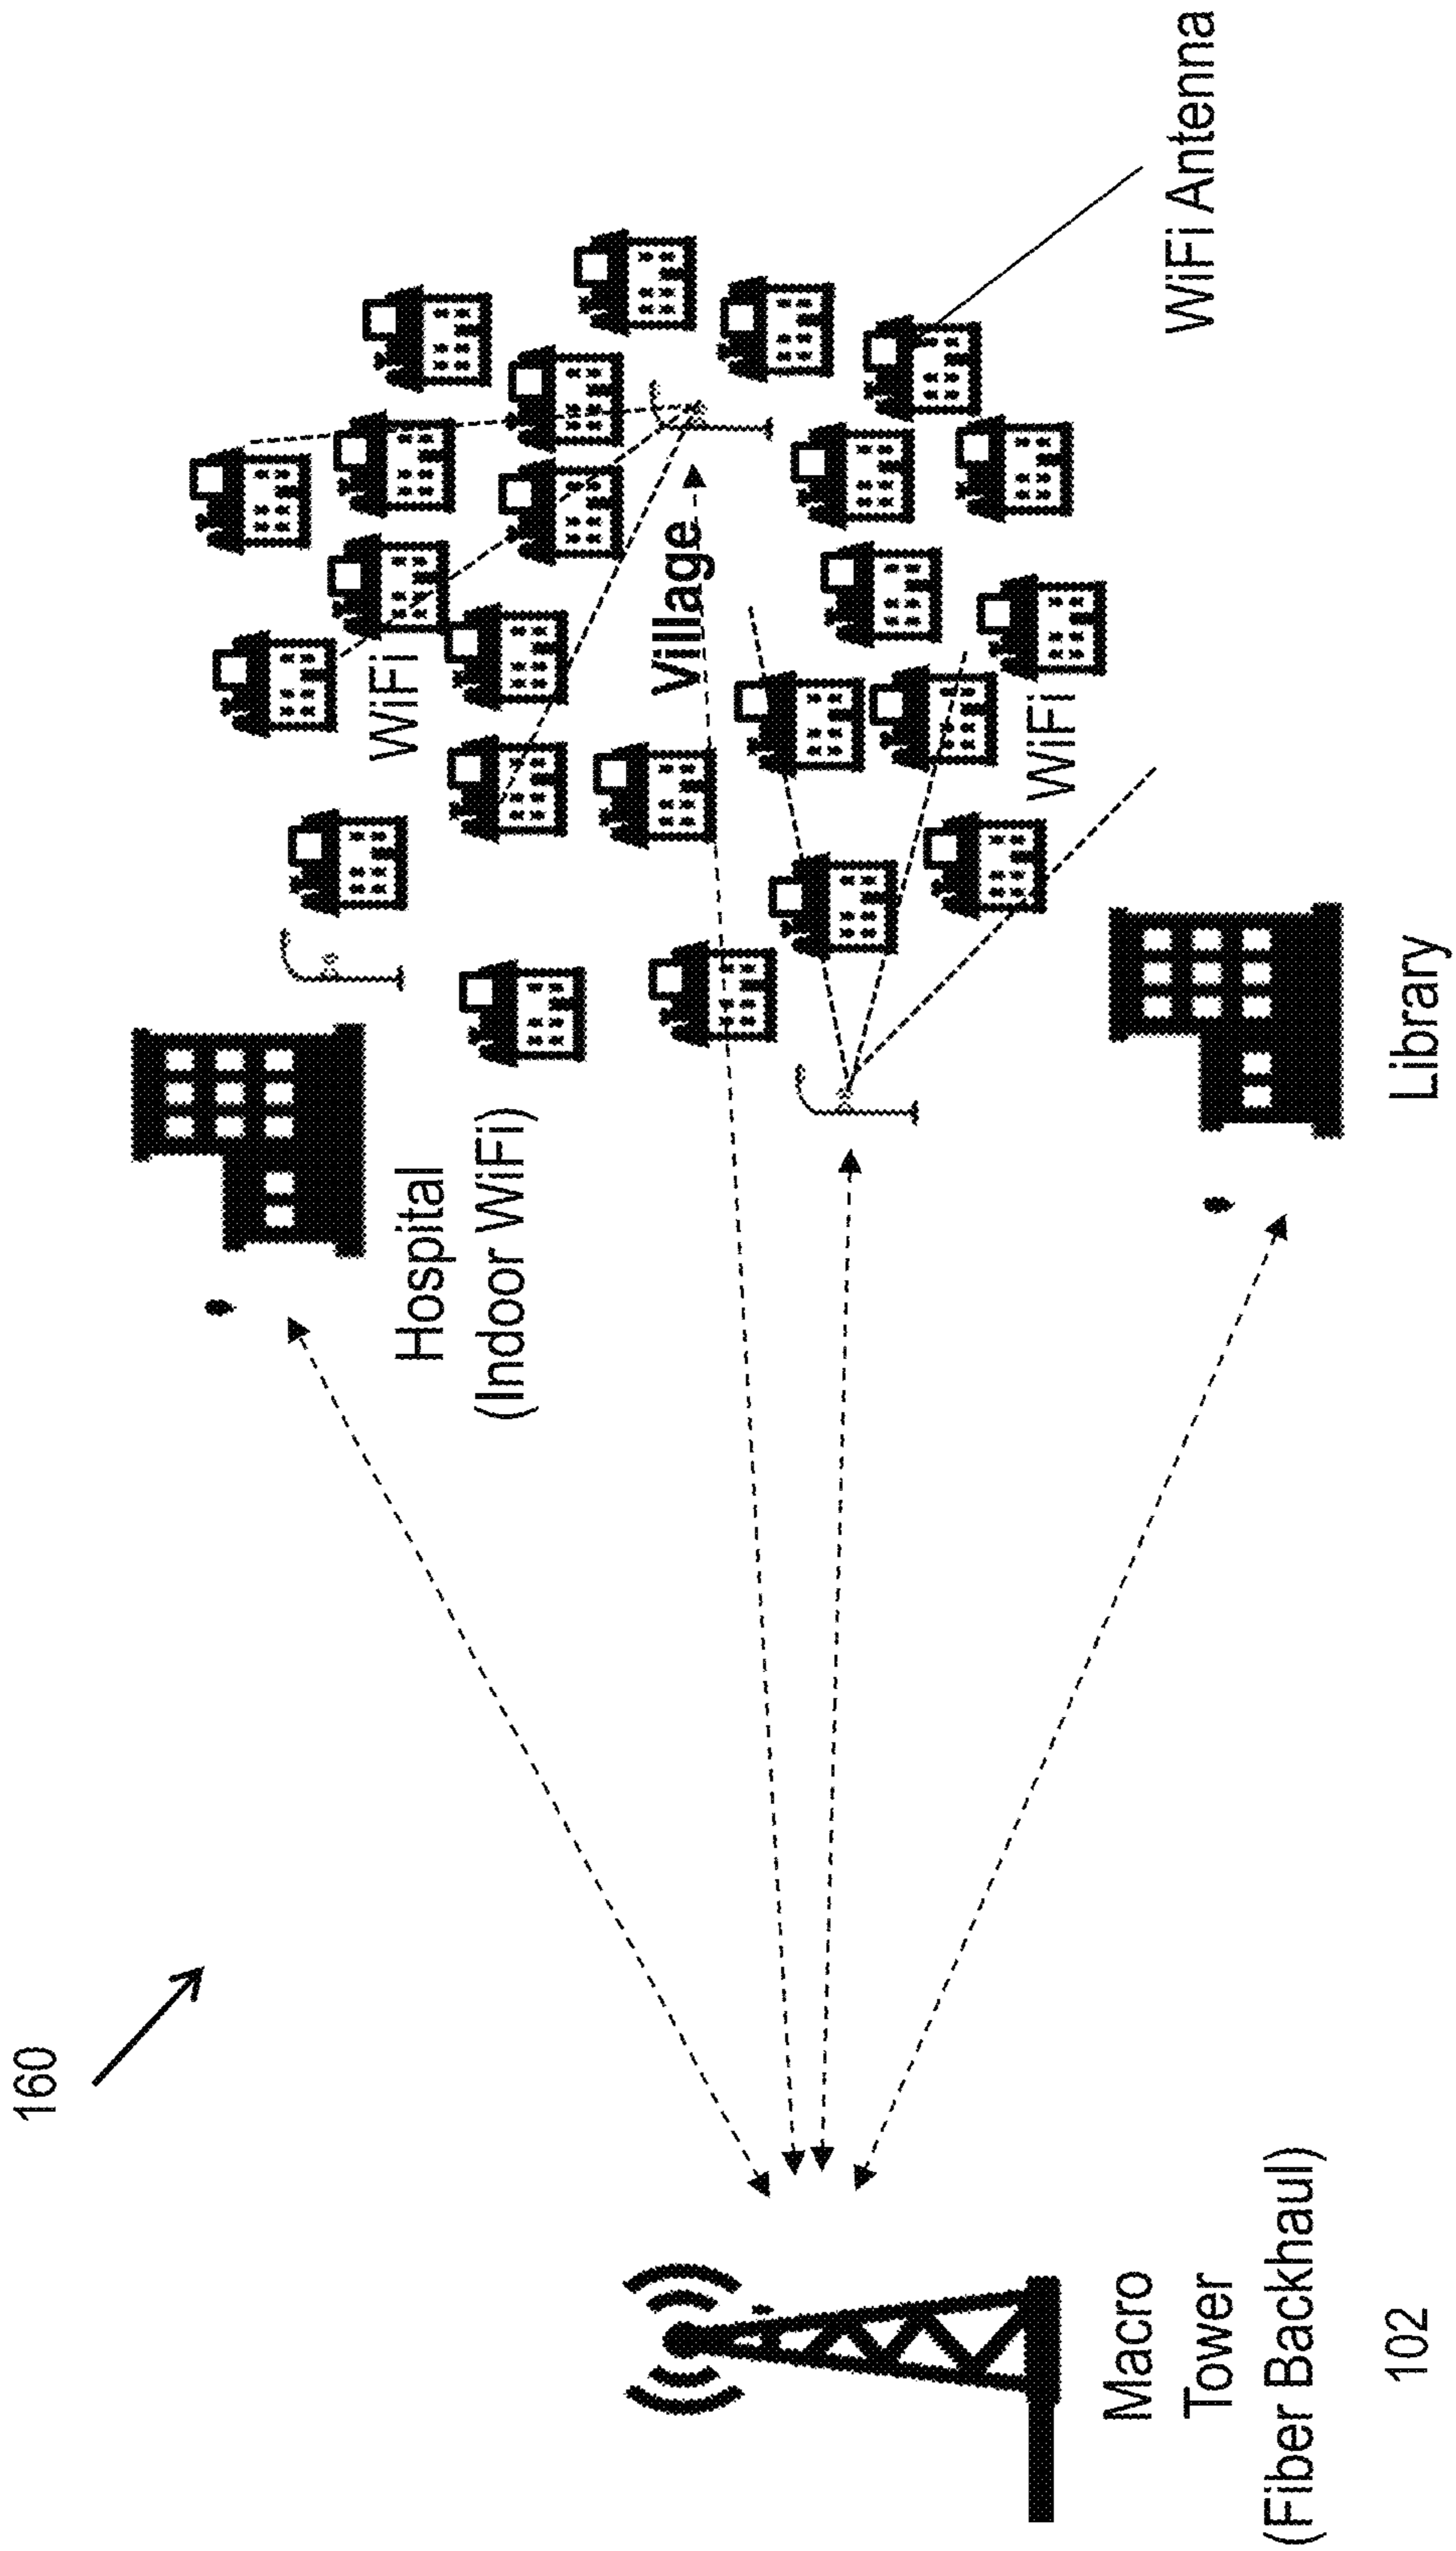 160
Hospital
(Indoor WiFi)
WiFi
Village
WiFi
WiFi Antenna
Library
Macro
Tower
(Fiber Backhaul)
102